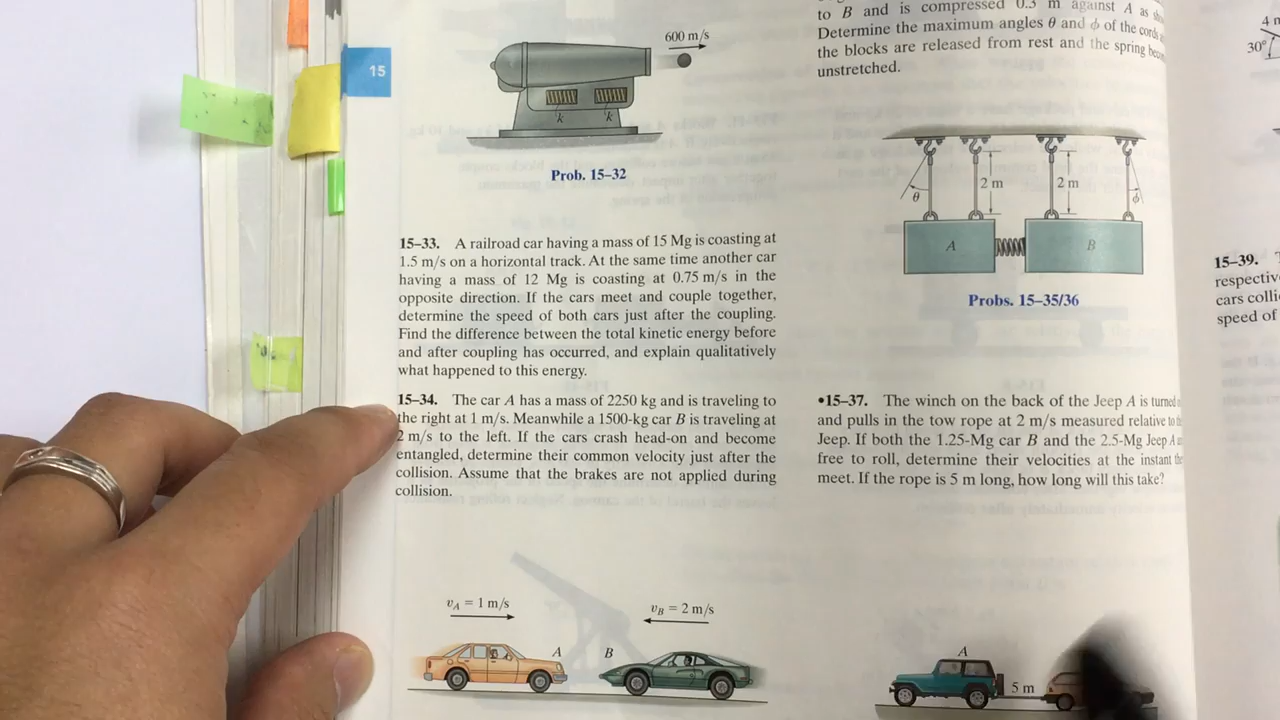 15
600 m/s
k
k
Prob. 15–32
15–33. A railroad car having a mass of 15 Mg is coasting at
1.5 m/s on a horizontal track. At the same time another car
having a mass of 12 Mg is coasting at 0.75 m/s in the
opposite direction. If the cars meet and couple together,
determine the speed of both cars just after the coupling.
Find the difference between the total kinetic energy before
and after coupling has occurred, and explain qualitatively
what happened to this energy.
15–34. The car A has a mass of 2250 kg and is traveling to
the right at 1 m/s. Meanwhile a 1500-kg car B is traveling at
2 m/s to the left. If the cars crash head-on and become
entangled, determine their common velocity just after the
collision. Assume that the brakes are not applied during
collision.
vA = 1 m/s
vB = 2 m/s
A
B
to B and is compressed 0.3 m against A as
Determine the maximum angles θ and ϕ of the cords
the blocks are released from rest and the spring
unstretched.
θ
2 m
2 m
ϕ
A
B
Probs. 15–35/36
•15–37. The winch on the back of the Jeep A is turned
and pulls in the tow rope at 2 m/s measured relative to
Jeep. If both the 1.25-Mg car B and the 2.5-Mg Jeep A
free to roll, determine their velocities at the instant
meet. If the rope is 5 m long, how long will this take?
A
5 m
4
30°
15–39.
cars
speed of